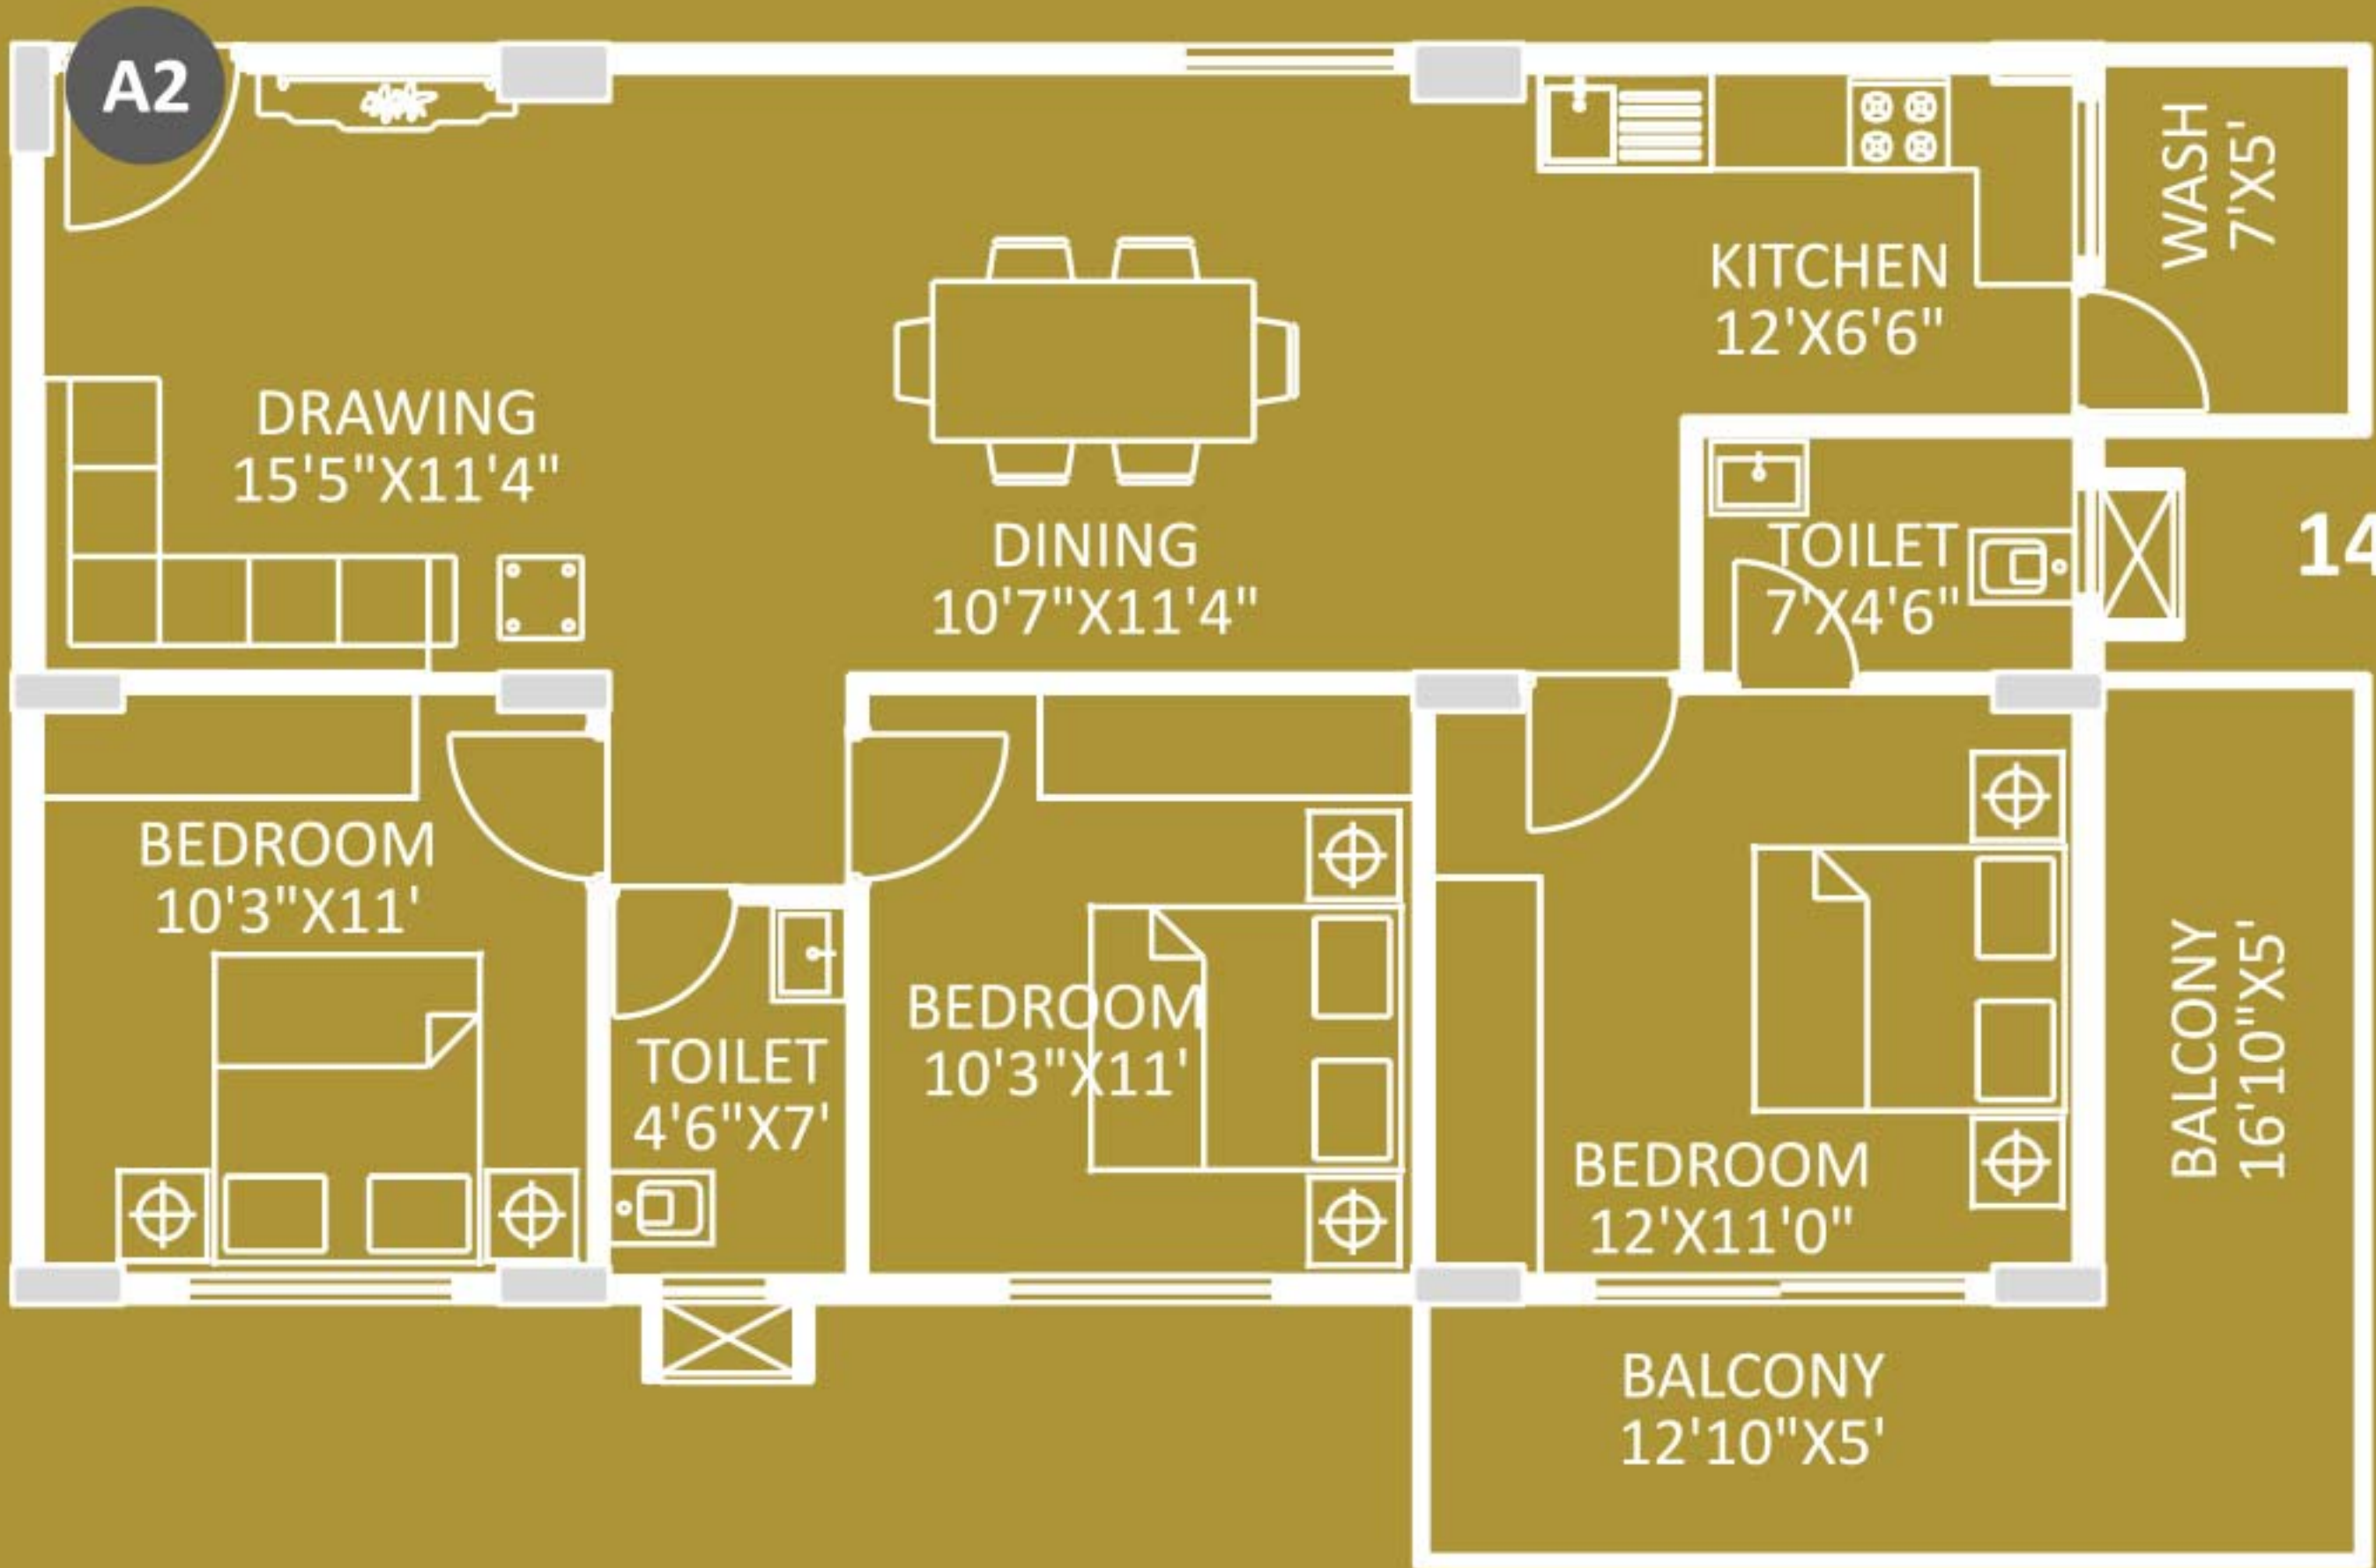 A2
WASH
7'X5'
KITCHEN
12'X6'6"
DRAWING
15'5"X11'4"
DINING
10'7"X11'4"
TOILET
7'X4'6"
14
BEDROOM
10'3"X11'
TOILET
4'6"X7'
BEDROOM
10'3"X11'
BEDROOM
12'X11'0"
BALCONY
16'10"X5'
BALCONY
12'10"X5'